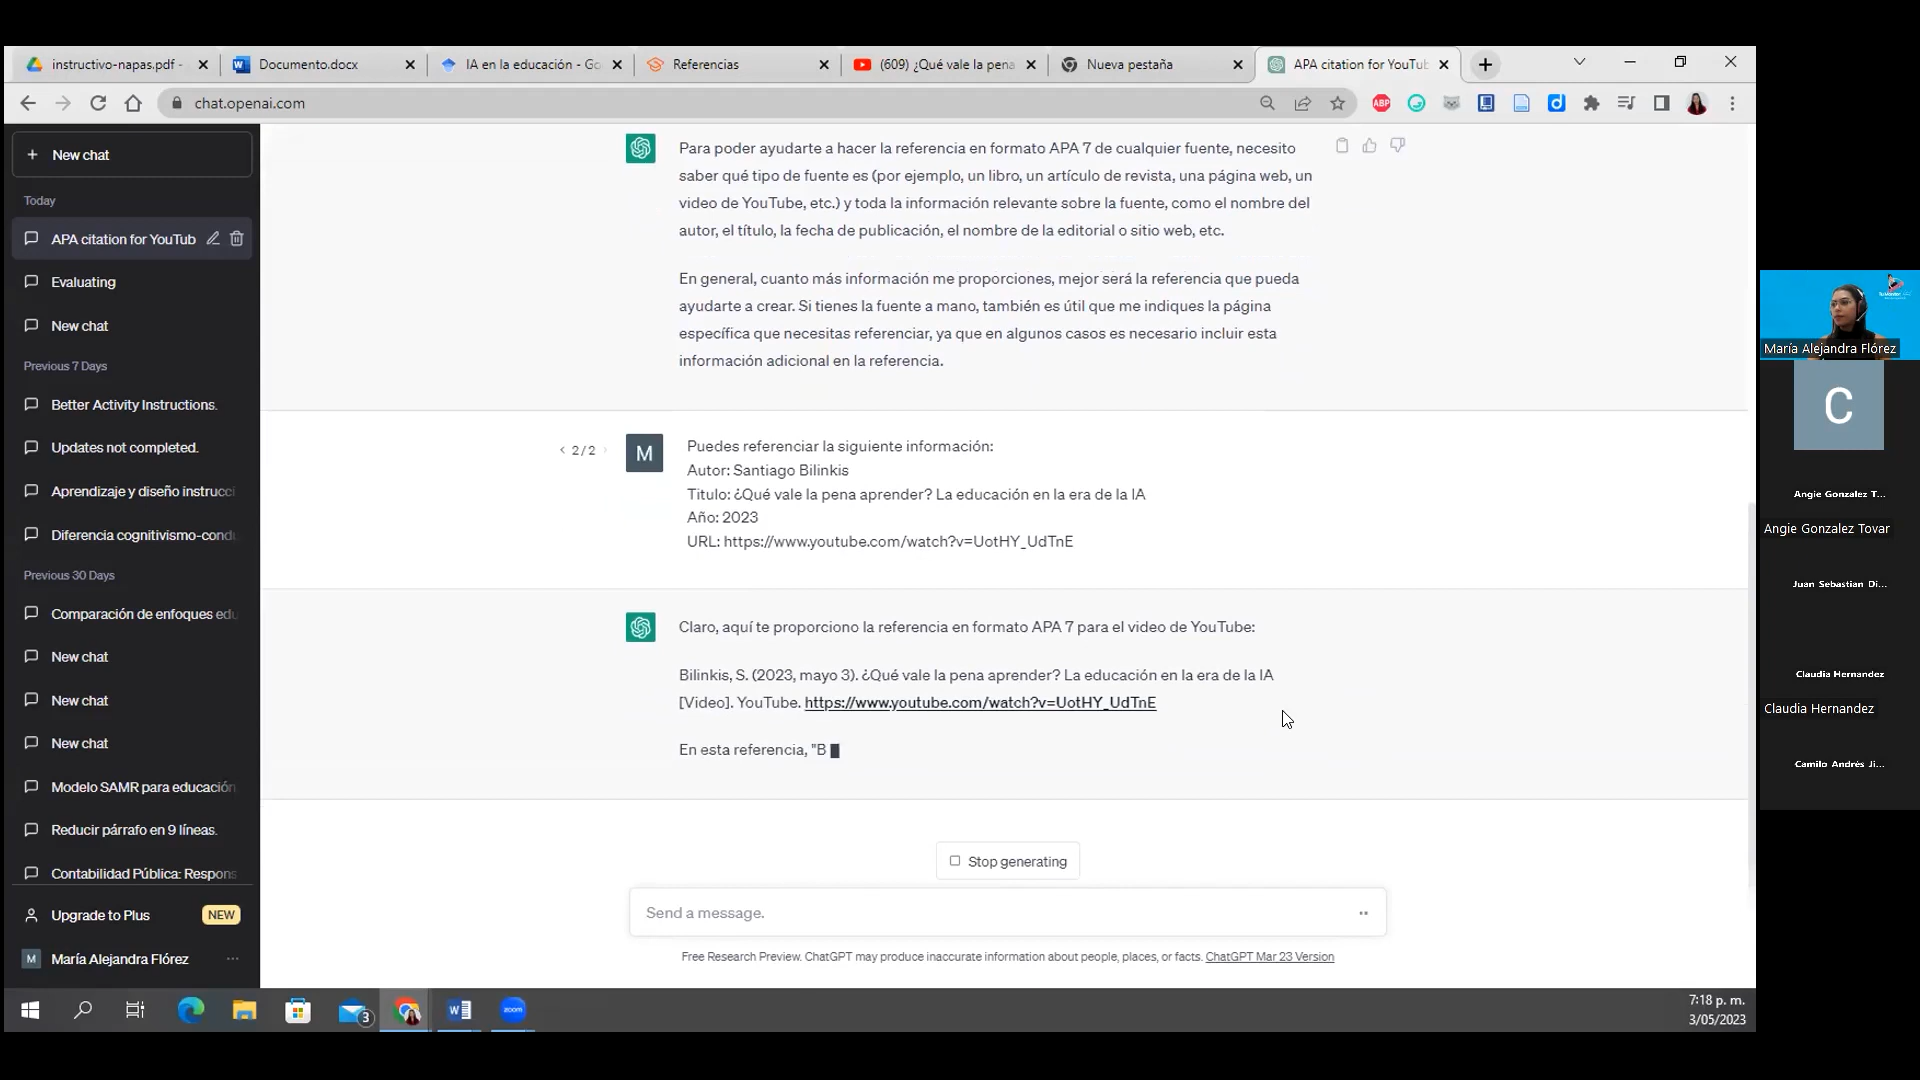 instructivo-napas.pdf -
Documento.docx
IA en la educación - Go
Referencias
(609) ¿Qué vale la pena
Nueva pestaña
APA citation for YouTub
chat.openai.com
ABP
New chat
Today
APA citation for YouTub
Evaluating
New chat
Previous 7 Days
Better Activity Instructions.
Updates not completed.
Aprendizaje y diseño instrucci
Diferencia cognitivismo-condu
Previous 30 Days
Comparación de enfoques edu
New chat
New chat
New chat
Modelo SAMR para educación
Reducir párrafo en 9 líneas.
Contabilidad Pública: Respons
Upgrade to Plus
NEW
M
María Alejandra Flórez
Para poder ayudarte a hacer la referencia en formato APA 7 de cualquier fuente, necesito
saber qué tipo de fuente es (por ejemplo, un libro, un artículo de revista, una página web, un
video de YouTube, etc.) y toda la información relevante sobre la fuente, como el nombre del
autor, el título, la fecha de publicación, el nombre de la editorial o sitio web, etc.
En general, cuanto más información me proporciones, mejor será la referencia que pueda
ayudarte a crear. Si tienes la fuente a mano, también es útil que me indiques la página
específica que necesitas referenciar, ya que en algunos casos es necesario incluir esta
información adicional en la referencia.
< 2/2 >
M
Puedes referenciar la siguiente información:
Autor: Santiago Bilinkis
Titulo: ¿Qué vale la pena aprender? La educación en la era de la IA
Año: 2023
URL: https://www.youtube.com/watch?v=UotHY_UdTnE
Claro, aquí te proporciono la referencia en formato APA 7 para el video de YouTube:
Bilinkis, S. (2023, mayo 3). ¿Qué vale la pena aprender? La educación en la era de la IA
[Video]. YouTube. https://www.youtube.com/watch?v=UotHY_UdTnE
En esta referencia, "B
Stop generating
Send a message.
Free Research Preview. ChatGPT may produce inaccurate information about people, places, or facts. ChatGPT Mar 23 Version
María Alejandra Flórez
C
Angie Gonzalez T...
Angie Gonzalez Tovar
Juan Sebastian Di...
Claudia Hernandez
Claudia Hernandez
Camilo Andrés Ji...
3
zoom
7:18 p. m.
3/05/2023